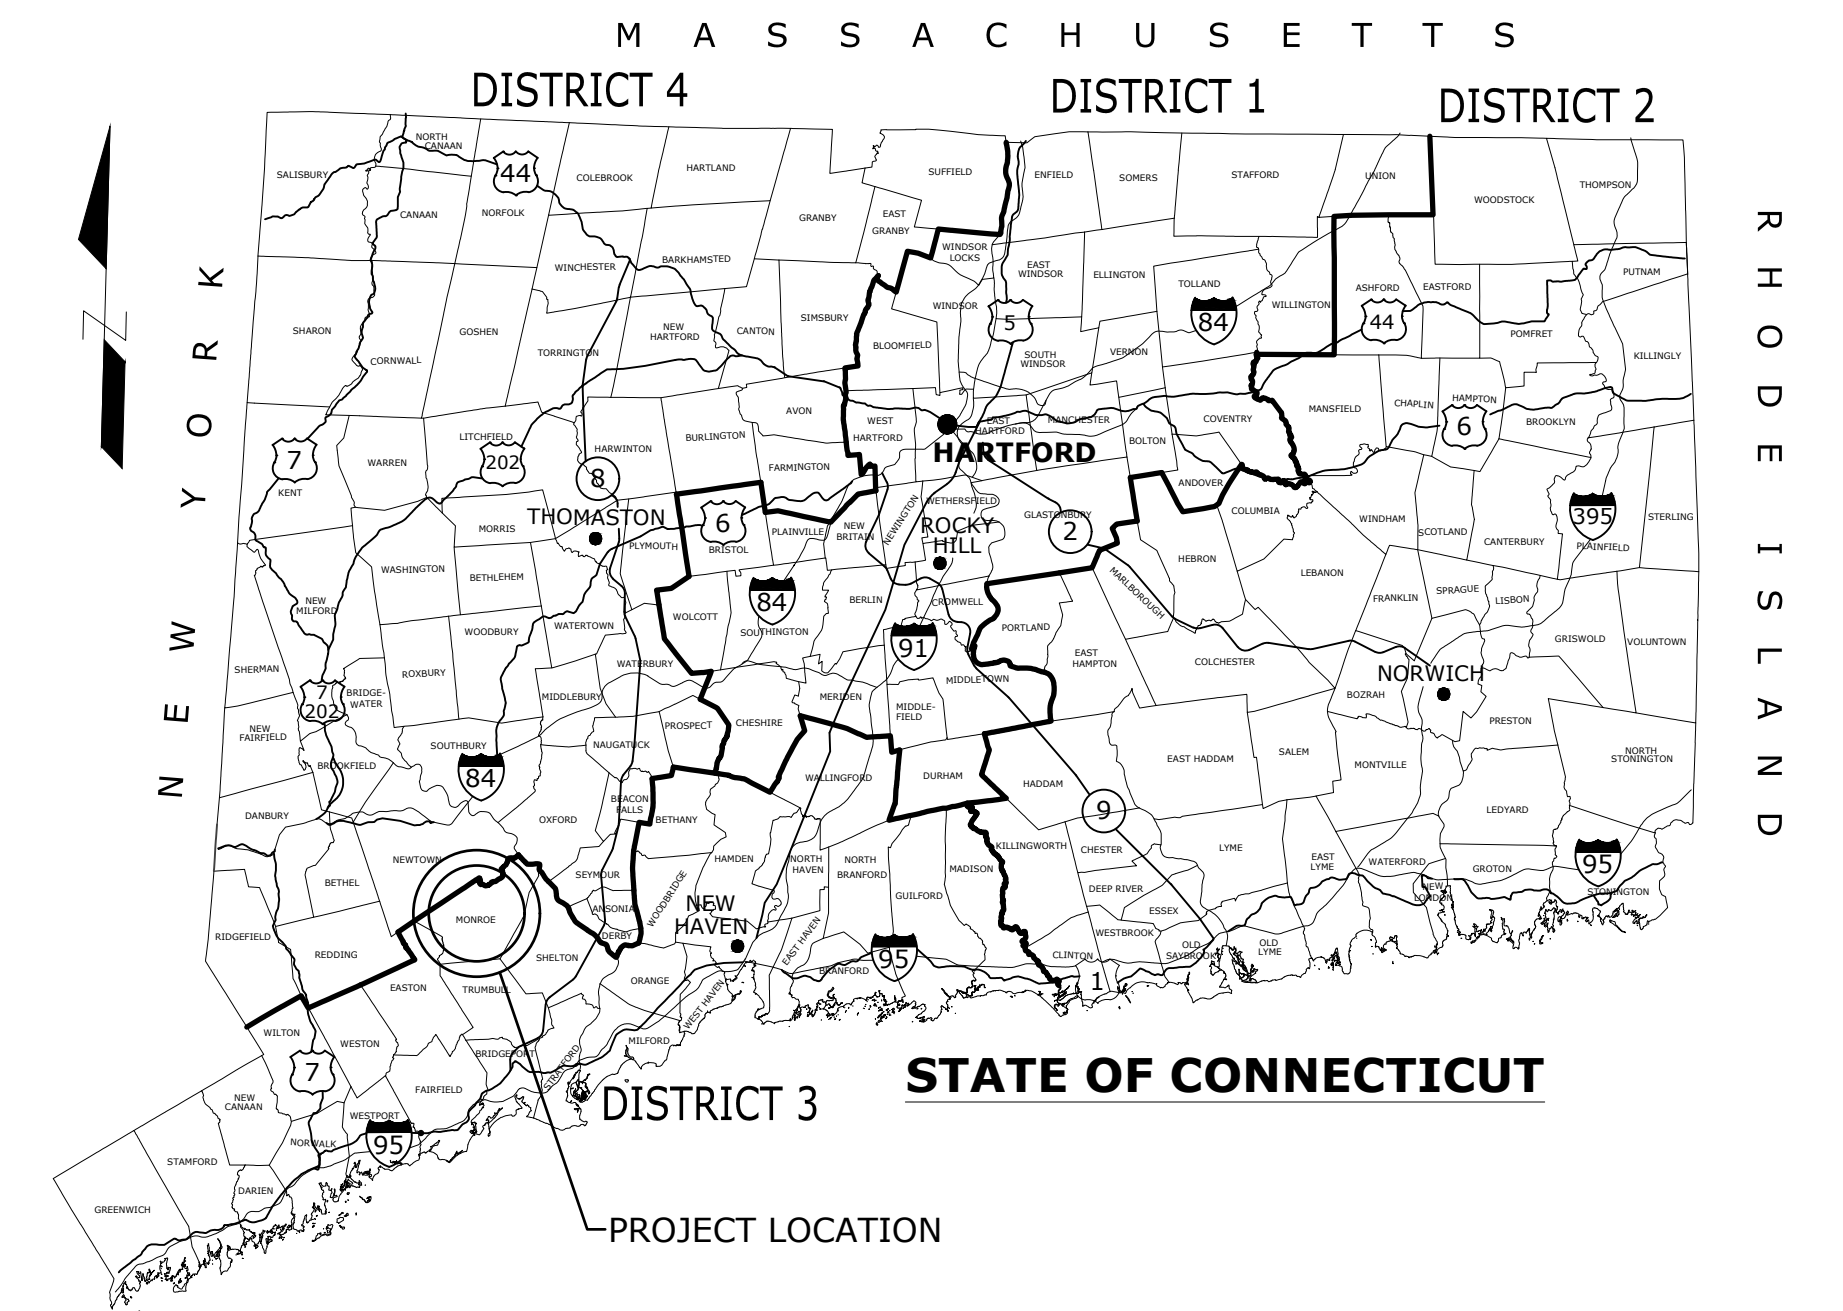 M A S S A C H U S E T T S
DISTRICT 4
DISTRICT 1
DISTRICT 2
NEW YORK
RHODE ISLAND
SALISBURY
NORTH
CANAAN
44
COLEBROOK
HARTLAND
SUFFIELD
ENFIELD
SOMERS
STAFFORD
UNION
WOODSTOCK
THOMPSON
CANAAN
NORFOLK
GRANBY
EAST
GRANBY
WINDSOR
LOCKS
EAST
WINDSOR
ELLINGTON
TOLLAND
84
WILLINGTON
ASHFORD
44
EASTFORD
PUTNAM
WINCHESTER
BARKHAMSTED
SHARON
CORNWALL
GOSHEN
TORRINGTON
NEW
HARTFORD
CANTON
SIMSBURY
BLOOMFIELD
WINDSOR
5
SOUTH
WINDSOR
VERNON
POMFRET
KILLINGLY
7
KENT
WARREN
LITCHFIELD
202
HARWINTON
8
BURLINGTON
AVON
FARMINGTON
WEST
HARTFORD
HARTFORD
EAST
HARTFORD
MANCHESTER
BOLTON
COVENTRY
ANDOVER
MANSFIELD
CHAPLIN
HAMPTON
6
BROOKLYN
THOMASTON
MORRIS
PLYMOUTH
6
BRISTOL
PLAINVILLE
NEW
BRITAIN
NEWINGTON
WETHERSFIELD
ROCKY
HILL
GLASTONBURY
2
HEBRON
COLUMBIA
WINDHAM
SCOTLAND
CANTERBURY
395
PLAINFIELD
STERLING
WASHINGTON
BETHLEHEM
NEW
MILFORD
WOODBURY
WATERTOWN
WOLCOTT
84
SOUTHINGTON
BERLIN
CROMWELL
91
PORTLAND
MARLBOROUGH
LEBANON
FRANKLIN
SPRAGUE
LISBON
GRISWOLD
VOLUNTOWN
SHERMAN
ROXBURY
WATERBURY
MIDDLETOWN
EAST
HAMPTON
COLCHESTER
NORWICH
BOZRAH
PRESTON
7
202
BRIDGE-
WATER
MIDDLEBURY
PROSPECT
CHESHIRE
MERIDEN
MIDDLE-
FIELD
NEW
FAIRFIELD
BROOKFIELD
SOUTHBURY
84
NAUGATUCK
WALLINGFORD
DURHAM
HADDAM
EAST HADDAM
SALEM
MONTVILLE
NORTH
STONINGTON
DANBURY
OXFORD
BEACON
FALLS
BETHANY
9
LEDYARD
NEWTOWN
BETHEL
SEYMOUR
HAMDEN
NORTH
HAVEN
NORTH
BRANFORD
GUILFORD
MADISON
KILLINGWORTH
CHESTER
DEEP RIVER
ESSEX
LYME
EAST
LYME
WATERFORD
NEW
LONDON
GROTON
95
STONINGTON
RIDGEFIELD
REDDING
MONROE
ANSONIA
DERBY
WOODBRIDGE
NEW
HAVEN
EAST HAVEN
BRANFORD
95
WESTBROOK
CLINTON
1
OLD
SAYBROOK
OLD
LYME
SHELTON
ORANGE
WEST HAVEN
EASTON
TRUMBULL
WILTON
WESTON
7
BRIDGEPORT
STRATFORD
MILFORD
FAIRFIELD
NEW
CANAAN
WESTPORT
NORWALK
95
STAMFORD
DARIEN
GREENWICH
DISTRICT 3
STATE OF CONNECTICUT
PROJECT LOCATION